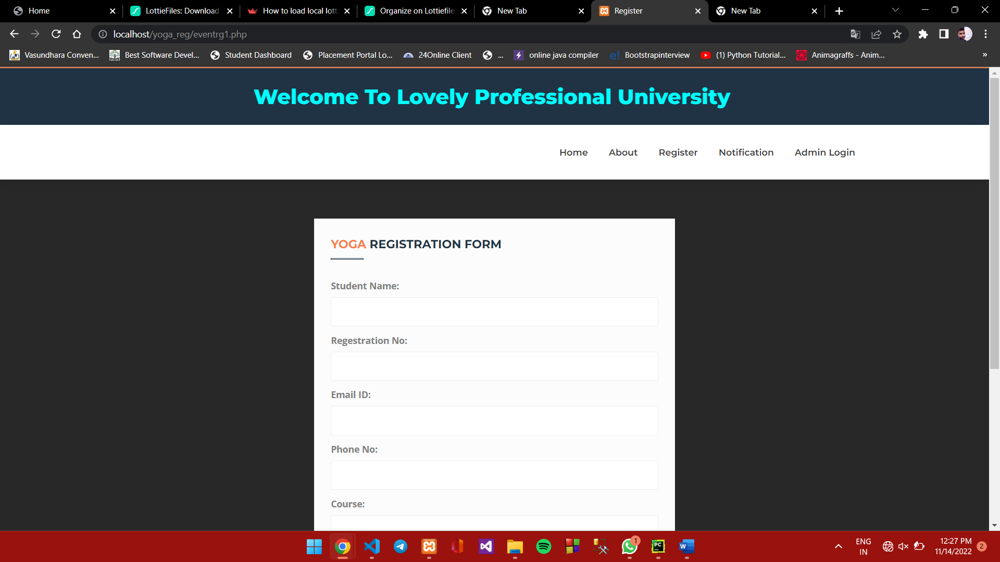 Home
LottieFiles: Download
How to load local lotti
Organize on Lottiefile
New Tab
Register
New Tab
localhost/yoga_reg/eventrg1.php
Vasundhara Conven...
Best Software Devel...
Student Dashboard
Placement Portal Lo...
24Online Client
...
online java compiler
e! Bootstrapinterview
(1) Python Tutorial...
Animagraffs - Anim...
»
Welcome To Lovely Professional University
Home
About
Register
Notification
Admin Login
YOGA REGISTRATION FORM
Student Name:
Regestration No:
Email ID:
Phone No:
Course:
1
PC
W
ENG
IN
12:27 PM
11/14/2022
2